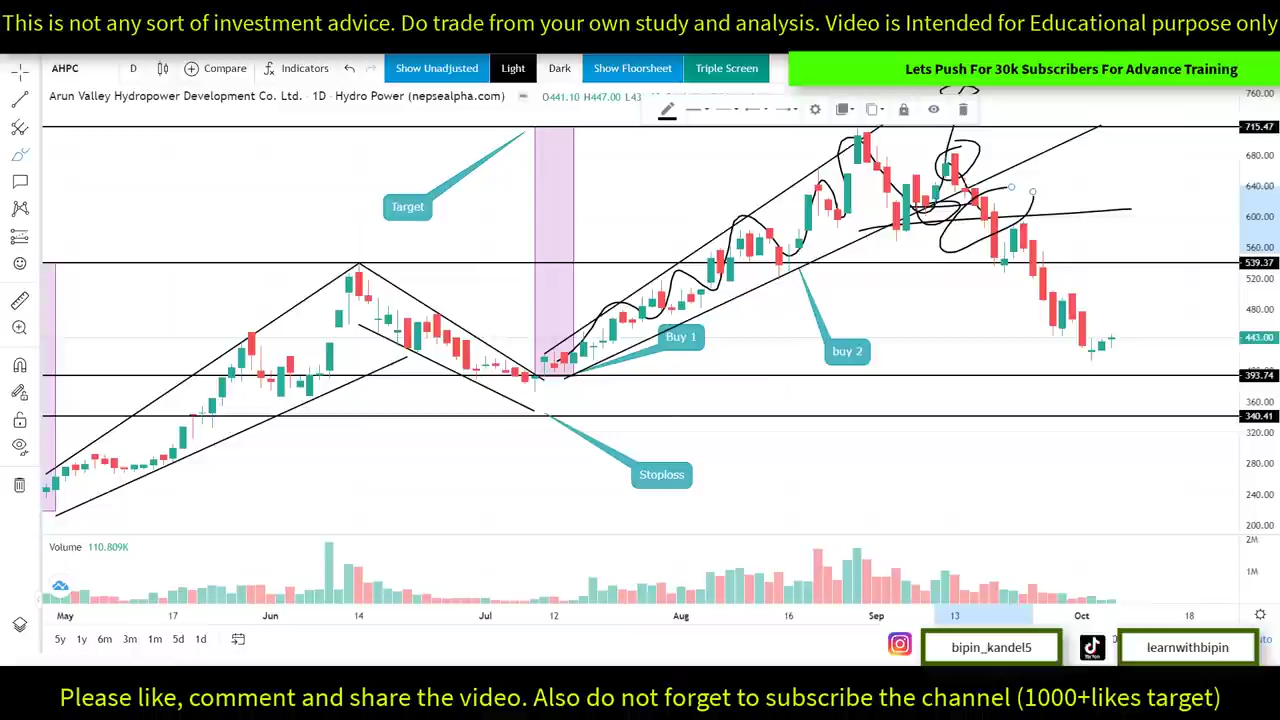 This is not any sort of investment advice. Do trade from your own study and analysis. Video is Intended for Educational purpose only
AHPC D Compare Indicators Show Unadjusted Light Dark Show Floorsheet Triple Screen
Lets Push For 30k Subscribers For Advance Training
Arun Valley Hydropower Development Co. Ltd. · 1D · Hydro Power (nepsealpha.com) O441.10 H447.00 L43
760.00
715.47
680.00
640.00
600.00
560.00
539.37
520.00
480.00
443.00
393.74
360.00
340.41
320.00
280.00
240.00
200.00
Target
Buy 1
buy 2
Stoploss
Volume 110.809K
2M
1M
May 17 Jun 14 Jul 12 Aug 16 Sep 13 Oct 18
5y 1y 6m 3m 1m 5d 1d
bipin_kandel5
learnwithbipin
Please like, comment and share the video. Also do not forget to subscribe the channel (1000+likes target)